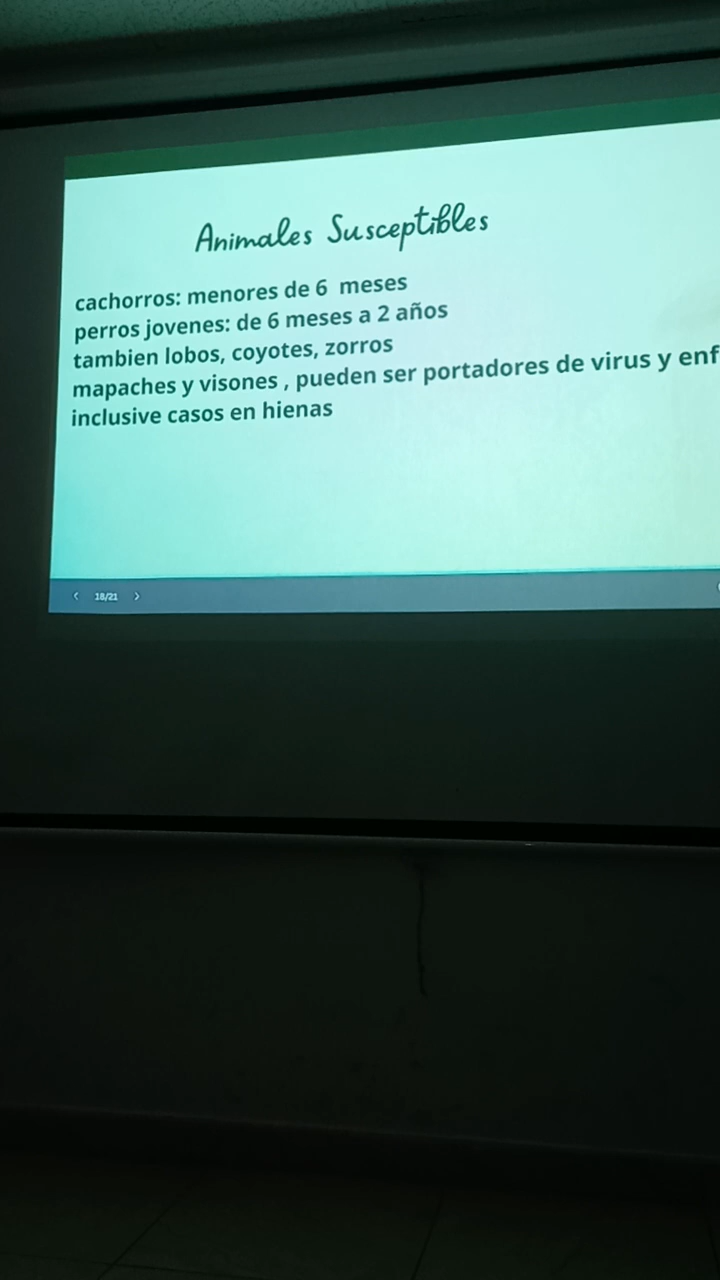 Animales Susceptibles
cachorros: menores de 6 meses
perros jovenes: de 6 meses a 2 años
tambien lobos, coyotes, zorros
mapaches y visones , pueden ser portadores de virus y enf
inclusive casos en hienas
18/21